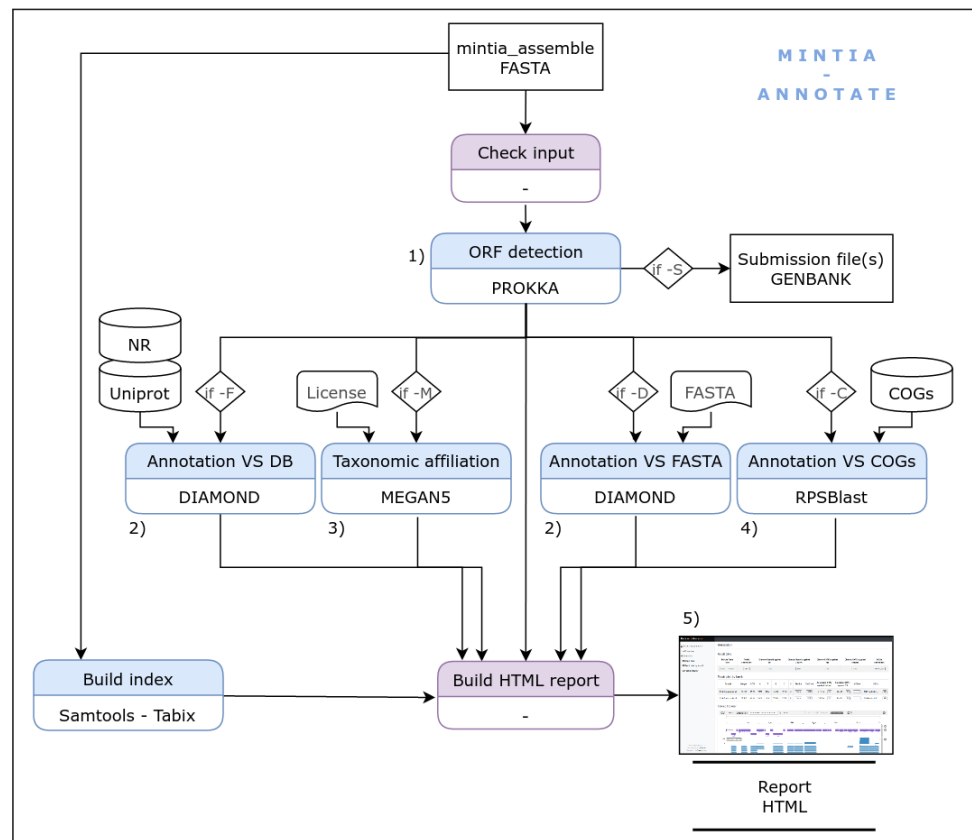 mintia_assemble
FASTA
M I N T I A
-
A N N O T A T E
Check input
-
1)
ORF detection
PROKKA
if -S
Submission file(s)
GENBANK
NR
Uniprot
if -F
License
if -M
if -D
FASTA
if -C
COGs
Annotation VS DB
DIAMOND
2)
Taxonomic affiliation
MEGAN5
3)
Annotation VS FASTA
DIAMOND
2)
Annotation VS COGs
RPSBlast
4)
5)
Build index
Samtools - Tabix
Build HTML report
-
Report
HTML